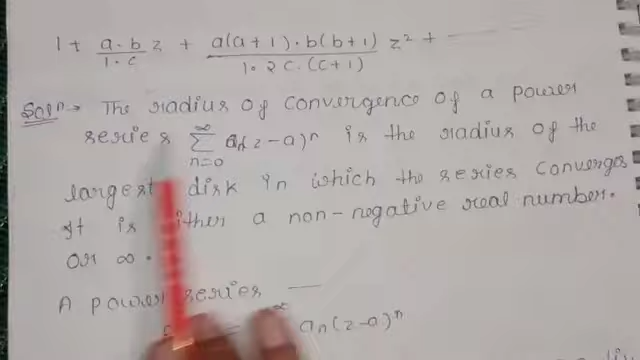 1 + a·b/1·c z + a(a+1)·b(b+1)/1·2 c·(c+1) z² + ———
Solⁿ→ The radius of convergence of a power
series ∑_{n=0}^{∞} aₙ(z-a)ⁿ is the radius of the
largest disk in which the series converges
It is either a non-negative real number.
or ∞.
A power series —
∞ aₙ(z-a)ⁿ